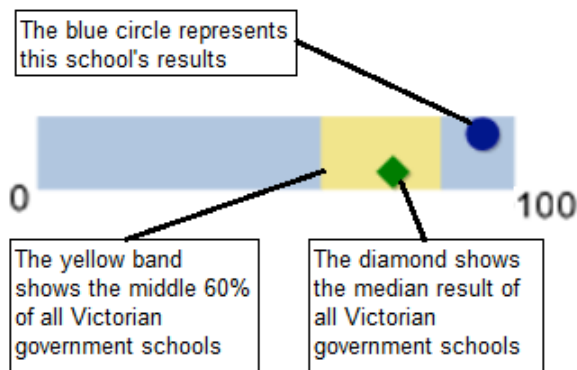 The blue circle represents
this school's results
0
100
The yellow band
shows the middle 60%
of all Victorian
government schools
The diamond shows
the median result of
all Victorian
government schools